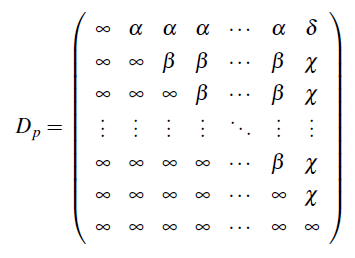 ∞ α α α ⋯ α δ
∞ ∞ β β ⋯ β χ
∞ ∞ ∞ β ⋯ β χ
D_p = ⋮ ⋮ ⋮ ⋮ ⋱ ⋮ ⋮
∞ ∞ ∞ ∞ ⋯ β χ
∞ ∞ ∞ ∞ ⋯ ∞ χ
∞ ∞ ∞ ∞ ⋯ ∞ ∞